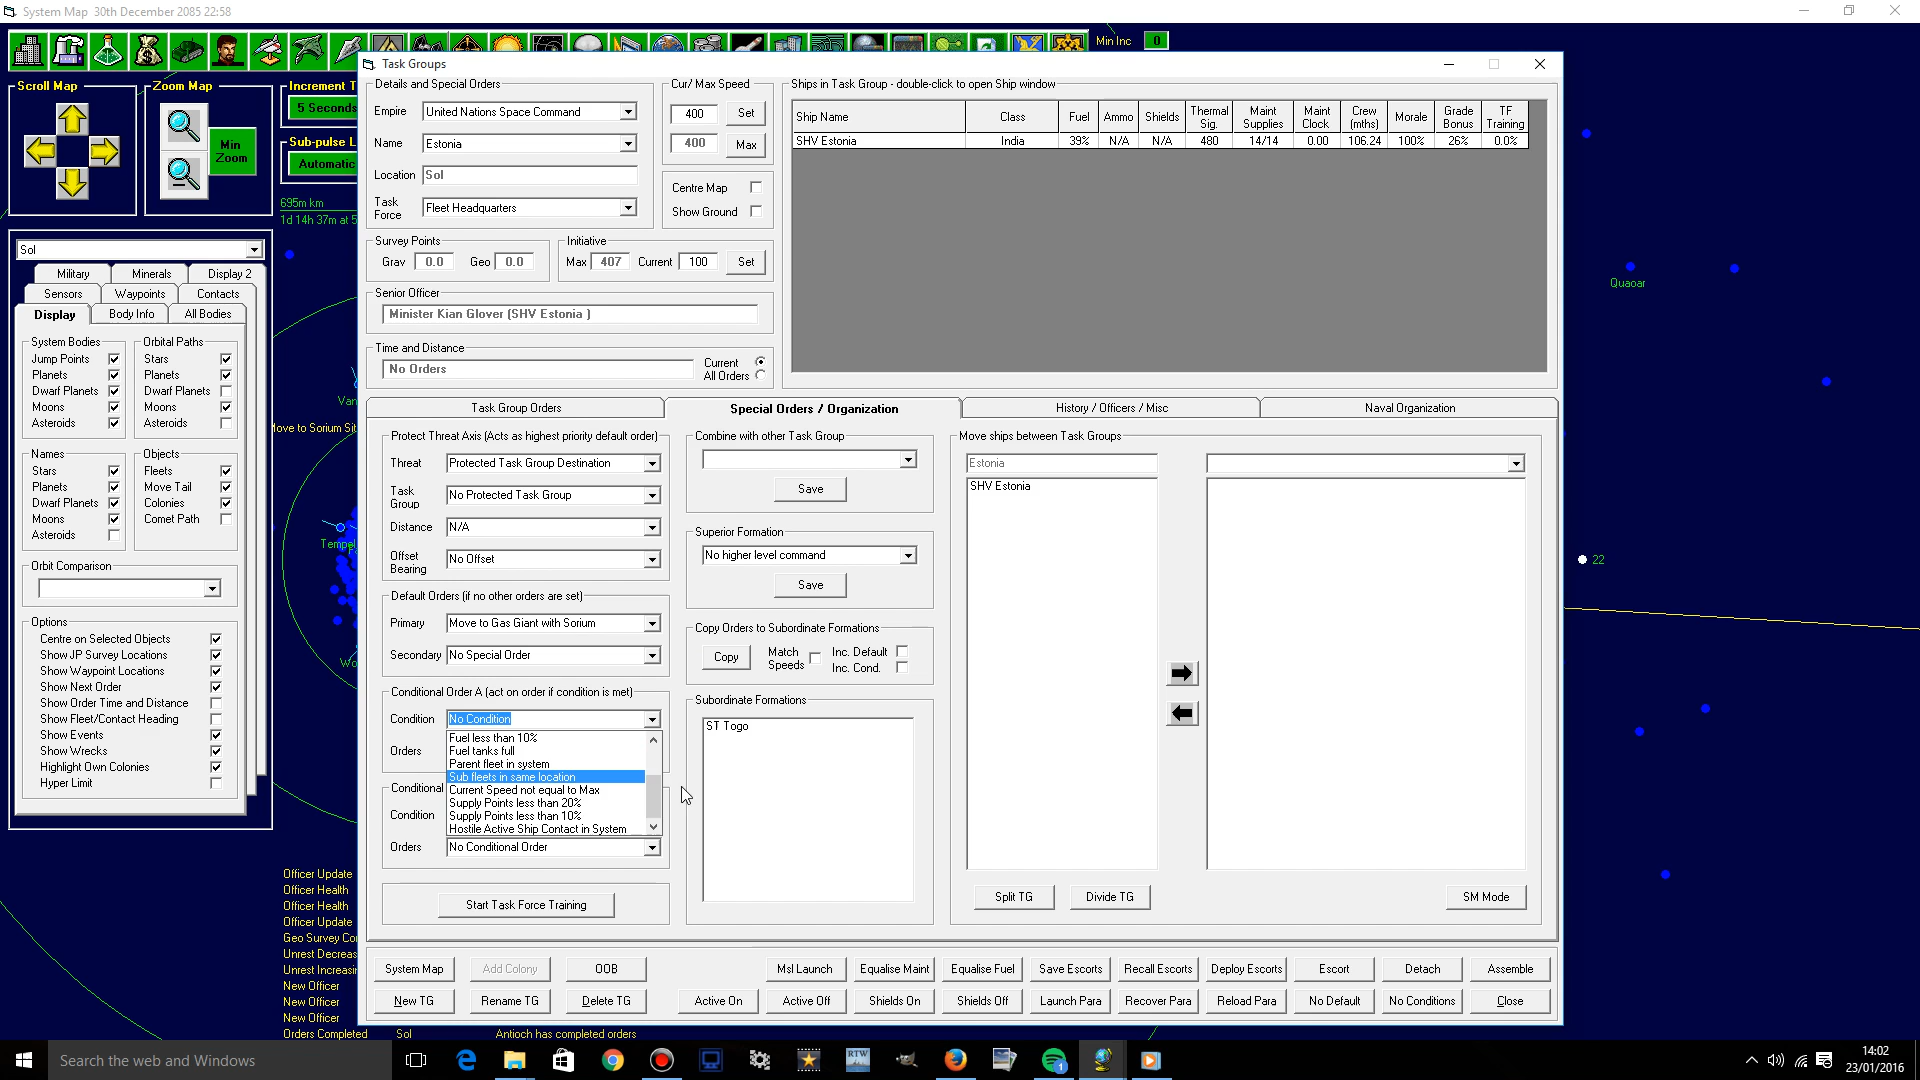 System Map   30th December 2085 22:58
Min Inc 0
Scroll Map
Zoom Map
Min Zoom
Increment T
5 Seconds
Sub-pulse L
Automatic
695m km
1d 14h 37m at 5
Sol
Military Minerals Display 2
Sensors Waypoints Contacts
Display Body Info All Bodies
System Bodies
Jump Points
Planets
Dwarf Planets
Moons
Asteroids
Orbital Paths
Stars
Planets
Dwarf Planets
Moons
Asteroids
Names
Stars
Planets
Dwarf Planets
Moons
Asteroids
Objects
Fleets
Move Tail
Colonies
Comet Path
Orbit Comparison
Options
Centre on Selected Objects
Show JP Survey Locations
Show Waypoint Locations
Show Next Order
Show Order Time and Distance
Show Fleet/Contact Heading
Show Events
Show Wrecks
Highlight Own Colonies
Hyper Limit
Van
Move to Sorium Sit
Tempel
Wo
Officer Update
Officer Health
Officer Health
Officer Update
Geo Survey Co
Unrest Decreas
Unrest Increasin
New Officer
New Officer
New Officer
Orders Completed Sol Antioch has completed orders
Quaoar
22
Task Groups
Details and Special Orders
Empire United Nations Space Command
Name Estonia
Location Sol
Task Force Fleet Headquarters
Cur/ Max Speed
400 Set
400 Max
Centre Map
Show Ground
Survey Points
Grav 0.0 Geo 0.0
Initiative
Max 407 Current 100 Set
Senior Officer
Minister Kian Glover (SHV Estonia )
Time and Distance
No Orders
Current
All Orders
Ships in Task Group - double-click to open Ship window
Ship Name Class Fuel Ammo Shields Thermal Sig. Maint Supplies Maint Clock Crew (mths) Morale Grade Bonus TF Training
SHV Estonia India 39% N/A N/A 480 14/14 0.00 106.24 100% 26% 0.0%
Task Group Orders Special Orders / Organization History / Officers / Misc Naval Organization
Protect Threat Axis (Acts as highest priority default order)
Threat Protected Task Group Destination
Task Group No Protected Task Group
Distance N/A
Offset Bearing No Offset
Default Orders (if no other orders are set)
Primary Move to Gas Giant with Sorium
Secondary No Special Order
Conditional Order A (act on order if condition is met)
Condition No Condition
Orders
Fuel less than 10%
Fuel tanks full
Parent fleet in system
Sub fleets in same location
Current Speed not equal to Max
Supply Points less than 20%
Supply Points less than 10%
Hostile Active Ship Contact in System
Conditional
Condition
Orders No Conditional Order
Start Task Force Training
Combine with other Task Group
Save
Superior Formation
No higher level command
Save
Copy Orders to Subordinate Formations
Copy Match Speeds Inc. Default
Inc. Cond.
Subordinate Formations
ST Togo
Move ships between Task Groups
Estonia
SHV Estonia
Split TG Divide TG SM Mode
System Map Add Colony OOB Msl Launch Equalise Maint Equalise Fuel Save Escorts Recall Escorts Deploy Escorts Escort Detach Assemble
New TG Rename TG Delete TG Active On Active Off Shields On Shields Off Launch Para Recover Para Reload Para No Default No Conditions Close
Search the web and Windows
RTW
1
14:02
23/01/2016